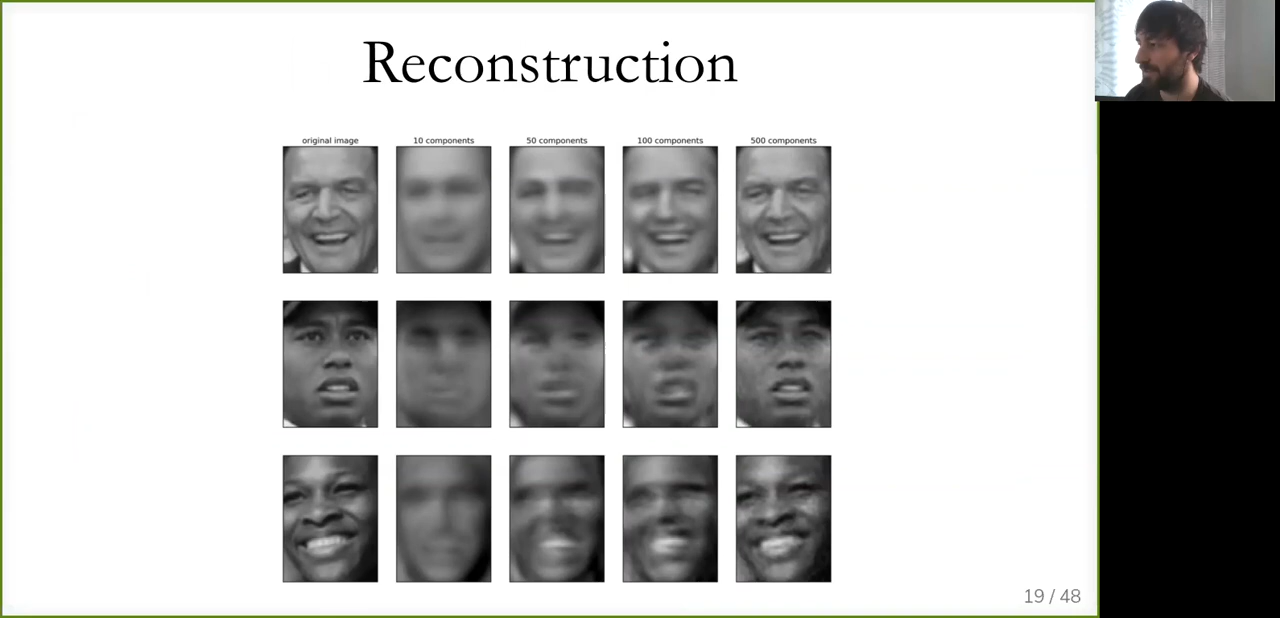 Reconstruction
original image 10 components 50 components 100 components 500 components
19 / 48